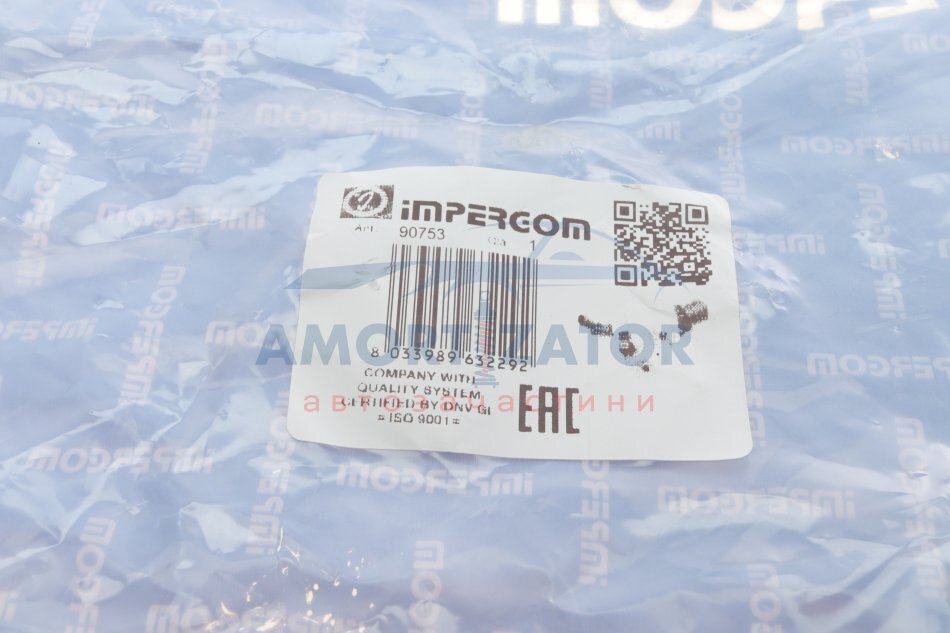 iMPERGOM
Art. 90753 Q.tà 1
8 033989 632292
AMORTIZATOR
автозапчастини
COMPANY WITH
QUALITY SYSTEM
CERTIFIED BY DNV GL
= ISO 9001 =
EAC